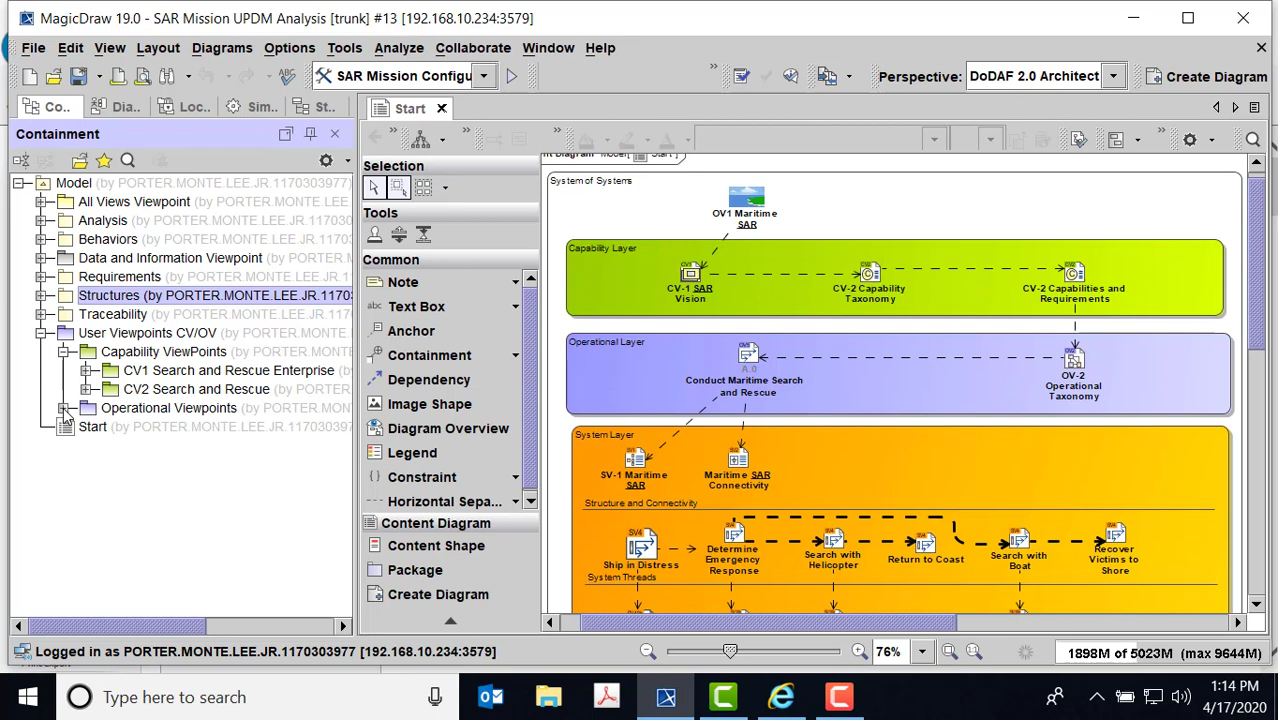 MagicDraw 19.0 - SAR Mission UPDM Analysis [trunk] #13 [192.168.10.234:3579]
File Edit View Layout Diagrams Options Tools Analyze Collaborate Window Help
SAR Mission Configu
Perspective: DoDAF 2.0 Architect Create Diagram
Co... Dia... Loc... Sim... St...
Start
Containment
Model (by PORTER.MONTE.LEE.JR.1170303977)
All Views Viewpoint (by PORTER.MONTE.LEE.
Analysis (by PORTER.MONTE.LEE.JR.11703039
Behaviors (by PORTER.MONTE.LEE.JR.1170303
Data and Information Viewpoint (by PORTER.
Requirements (by PORTER.MONTE.LEE.JR.117
Structures (by PORTER.MONTE.LEE.JR.11703
Traceability (by PORTER.MONTE.LEE.JR.11703
User Viewpoints CV/OV (by PORTER.MONTE.L
Capability ViewPoints (by PORTER.MONTE.L
CV1 Search and Rescue Enterprise (by
CV2 Search and Rescue (by PORTER.
Operational Viewpoints (by PORTER.MONT
Start (by PORTER.MONTE.LEE.JR.117030397
Selection
Tools
Common
Note
Text Box
Anchor
Containment
Dependency
Image Shape
Diagram Overview
Legend
Constraint
Horizontal Sepa...
Content Diagram
Content Shape
Package
Create Diagram
nt Diagram Model[ Start ]
System of Systems
OV1 Maritime
SAR
Capability Layer
CV-1 SAR
Vision
CV-2 Capability
Taxonomy
CV-2 Capabilities and
Requirements
Operational Layer
A.0
Conduct Maritime Search
and Rescue
OV-2
Operational
Taxonomy
System Layer
SV-1 Maritime
SAR
Maritime SAR
Connectivity
Structure and Connectivity
Ship in Distress
Determine
Emergency
Response
Search with
Helicopter
Return to Coast
Search with
Boat
Recover
Victims to
Shore
System Threads
Logged in as PORTER.MONTE.LEE.JR.1170303977 [192.168.10.234:3579]
76%
1898M of 5023M (max 9644M)
Type here to search
1:14 PM
4/17/2020